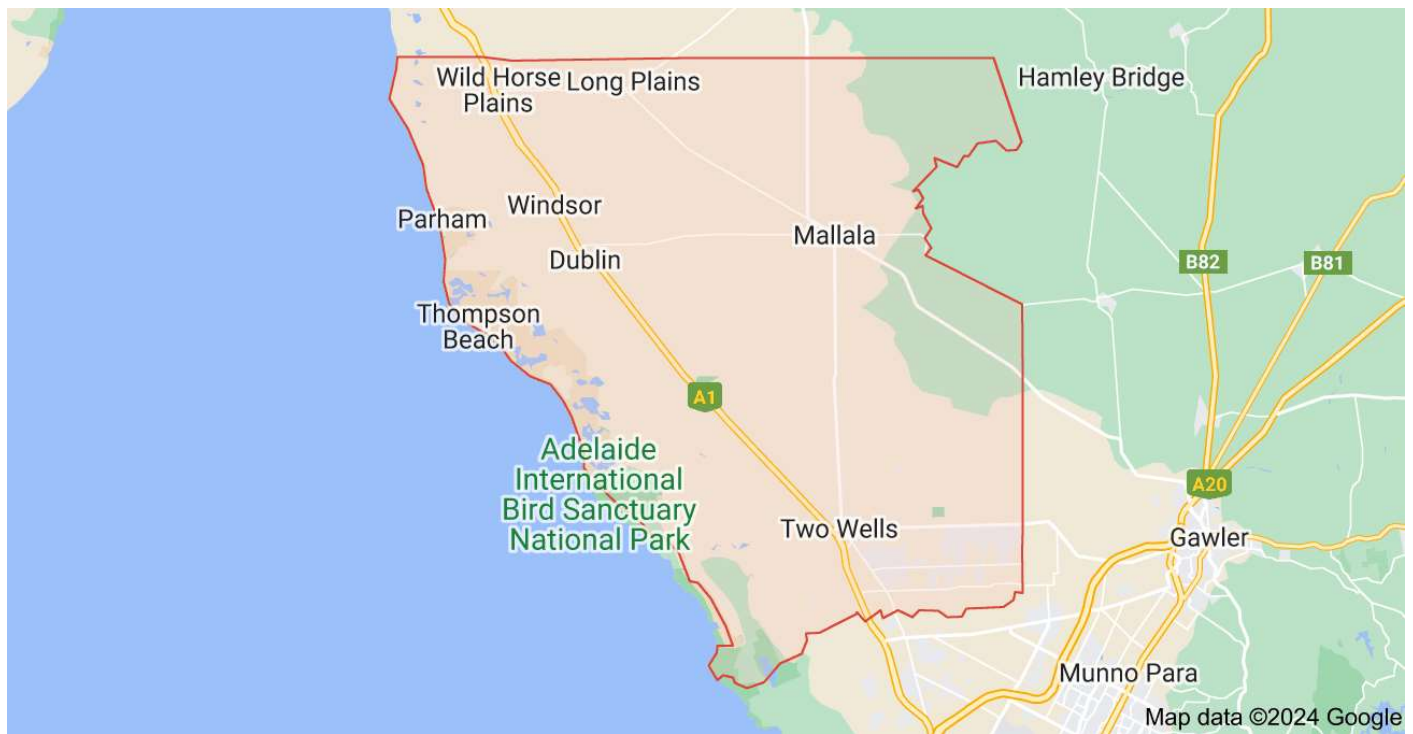 Wild Horse
Plains
Long Plains
Hamley Bridge
Parham
Windsor
Mallala
Dublin
B82
B81
Thompson
Beach
A1
Adelaide
International
Bird Sanctuary
National Park
A20
Two Wells
Gawler
Munno Para
Map data ©2024 Google